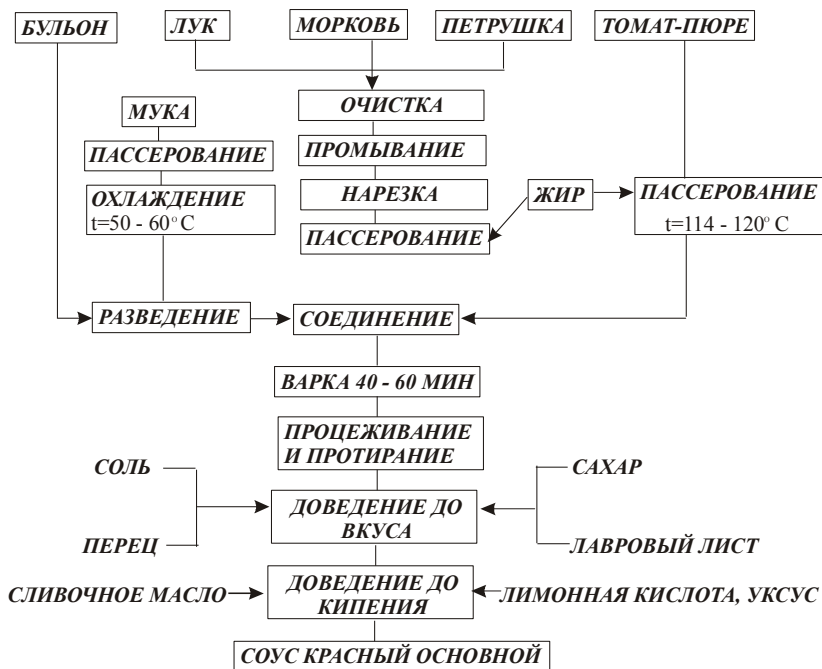 БУЛЬОН
ЛУК
МОРКОВЬ
ПЕТРУШКА
ТОМАТ-ПЮРЕ
ОЧИСТКА
МУКА
ПРОМЫВАНИЕ
ПАССЕРОВАНИЕ
НАРЕЗКА
ЖИР
ПАССЕРОВАНИЕ
ОХЛАЖДЕНИЕ
t=50 - 60° С
ПАССЕРОВАНИЕ
t=114 - 120° С
РАЗВЕДЕНИЕ
СОЕДИНЕНИЕ
ВАРКА 40 - 60 МИН
ПРОЦЕЖИВАНИЕ
И ПРОТИРАНИЕ
СОЛЬ
САХАР
ДОВЕДЕНИЕ ДО
ВКУСА
ПЕРЕЦ
ЛАВРОВЫЙ ЛИСТ
СЛИВОЧНОЕ МАСЛО
ДОВЕДЕНИЕ ДО
КИПЕНИЯ
ЛИМОННАЯ КИСЛОТА, УКСУС
СОУС КРАСНЫЙ ОСНОВНОЙ